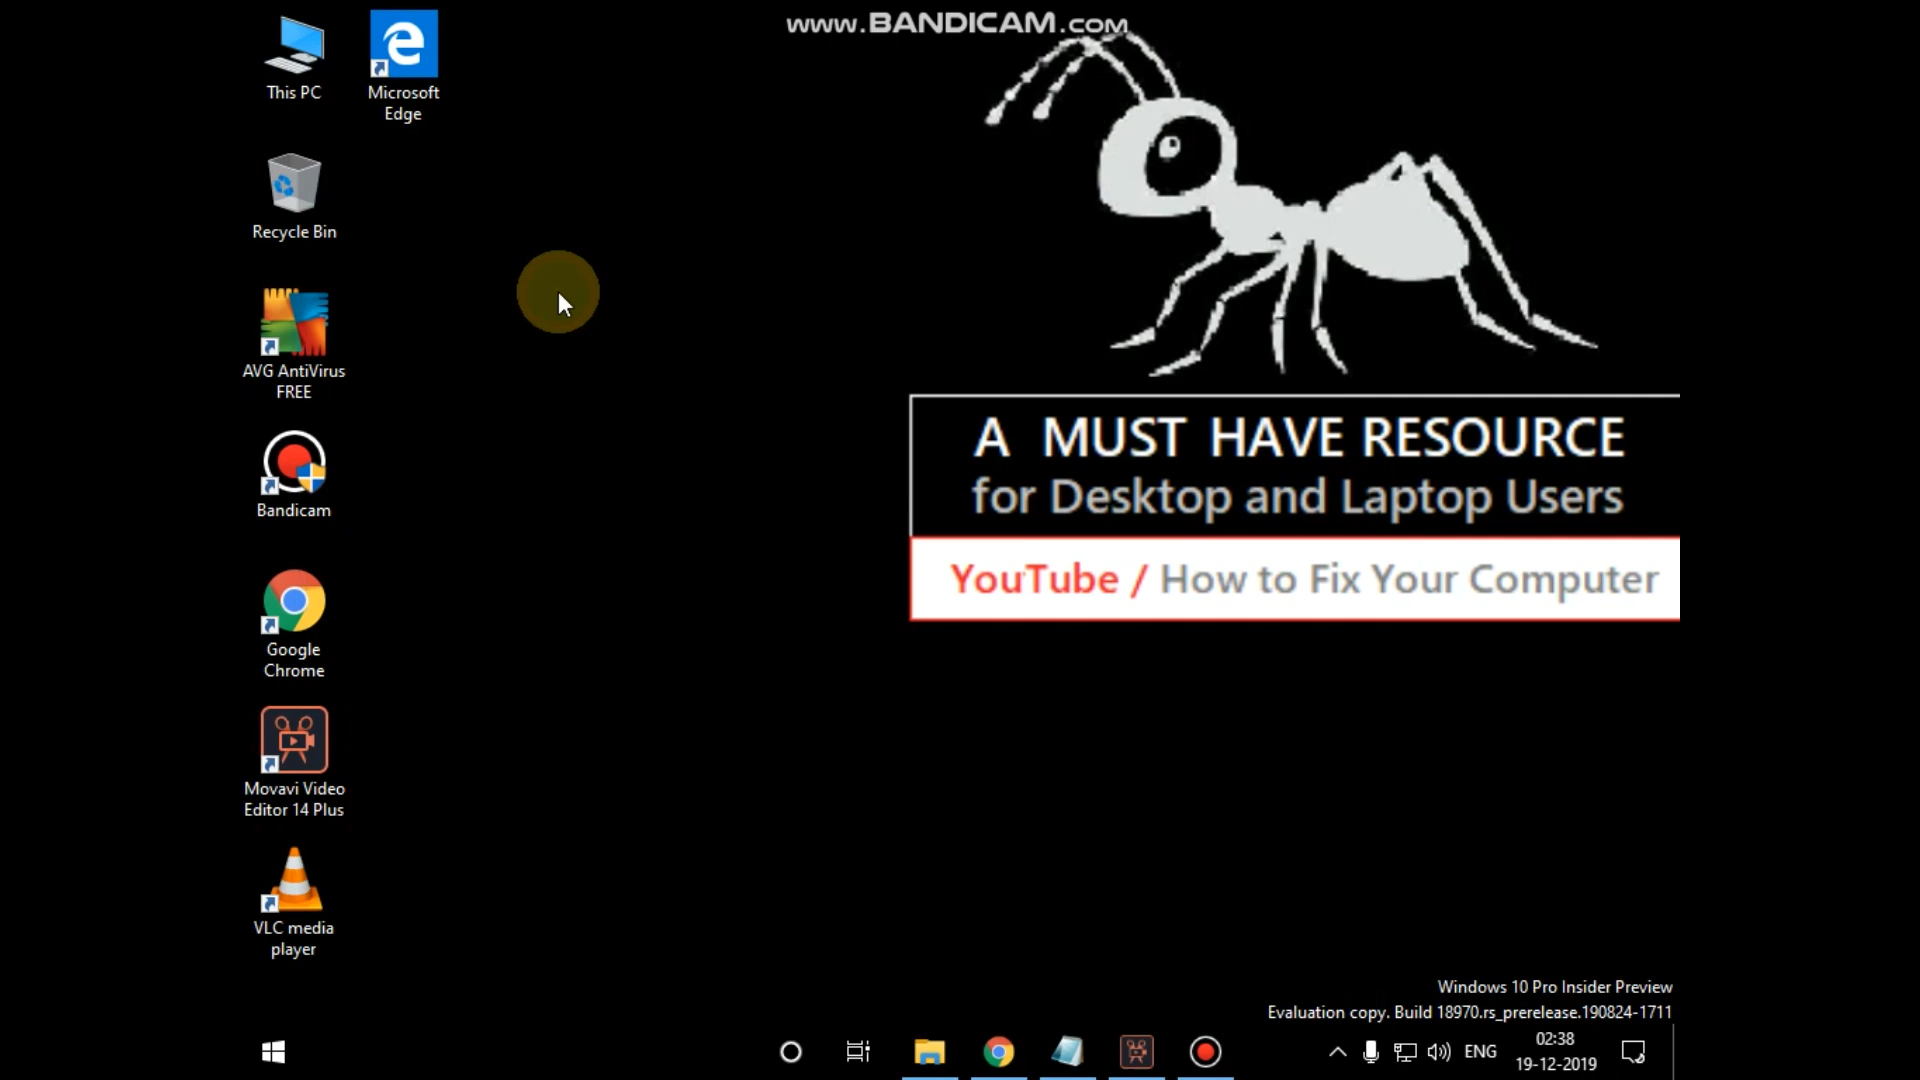 www.BANDICAM.com
This PC
Microsoft
Edge
Recycle Bin
AVG AntiVirus
FREE
Bandicam
Google
Chrome
Movavi Video
Editor 14 Plus
VLC media
player
A MUST HAVE RESOURCE
for Desktop and Laptop Users
YouTube / How to Fix Your Computer
Windows 10 Pro Insider Preview
Evaluation copy. Build 18970.rs_prerelease.190824-1711
ENG
02:38
19-12-2019